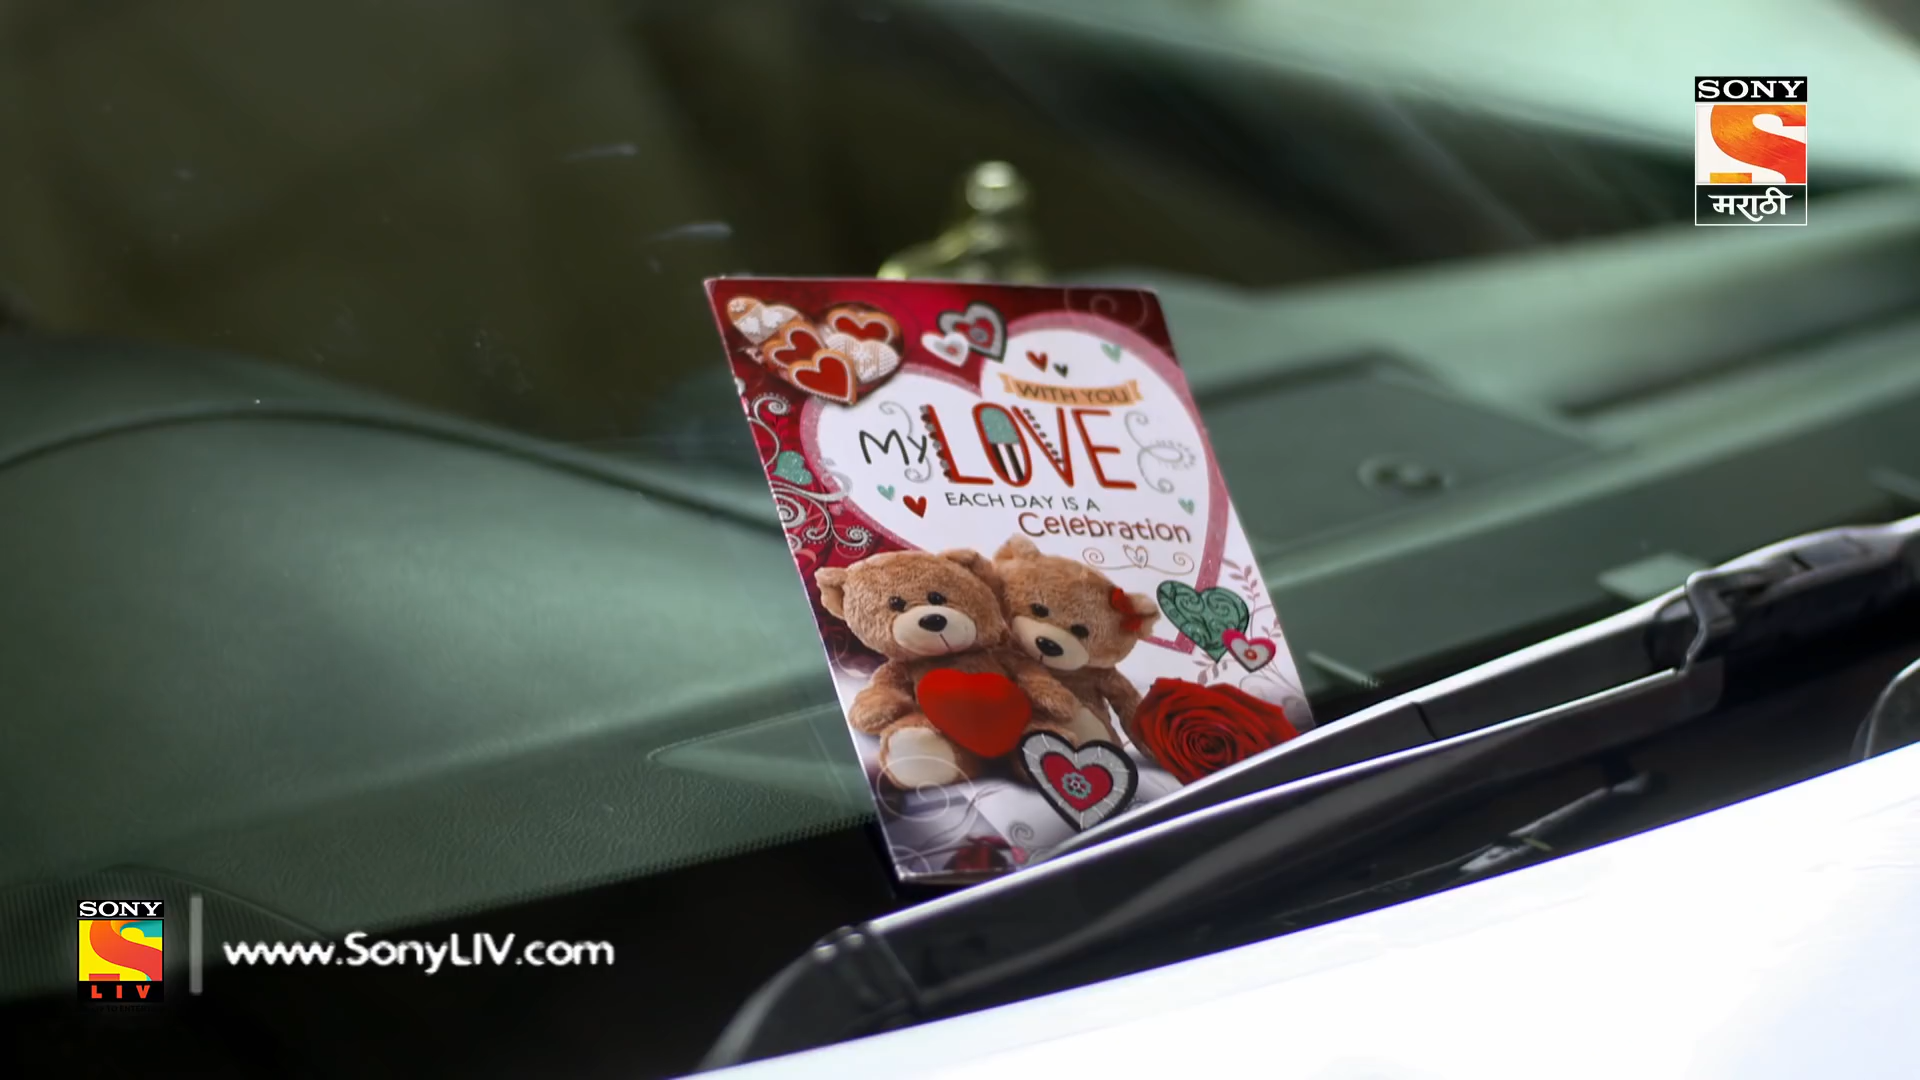 SONY
मराठी
WITH YOU
My LOVE
EACH DAY IS A
Celebration
SONY
LIV
www.SonyLIV.com